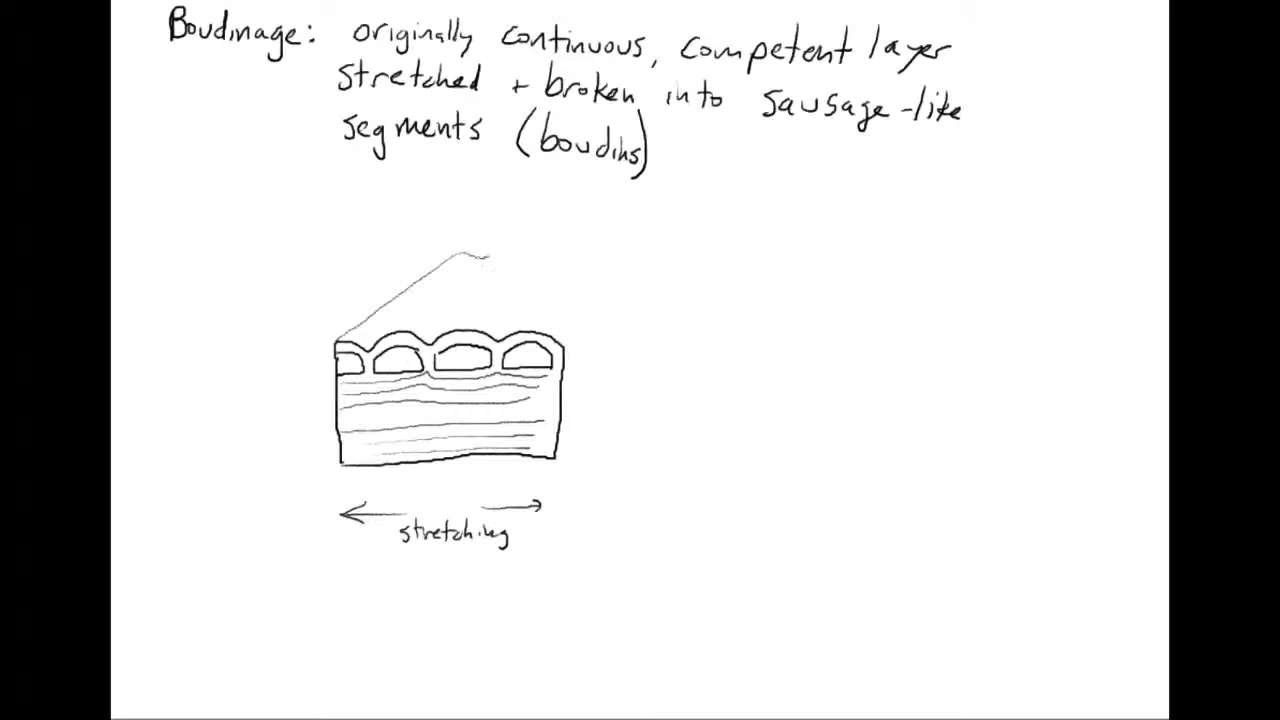 Boudinage: originally continuous, competent layer
stretched + broken into sausage-like
segments (boudins)
stretching